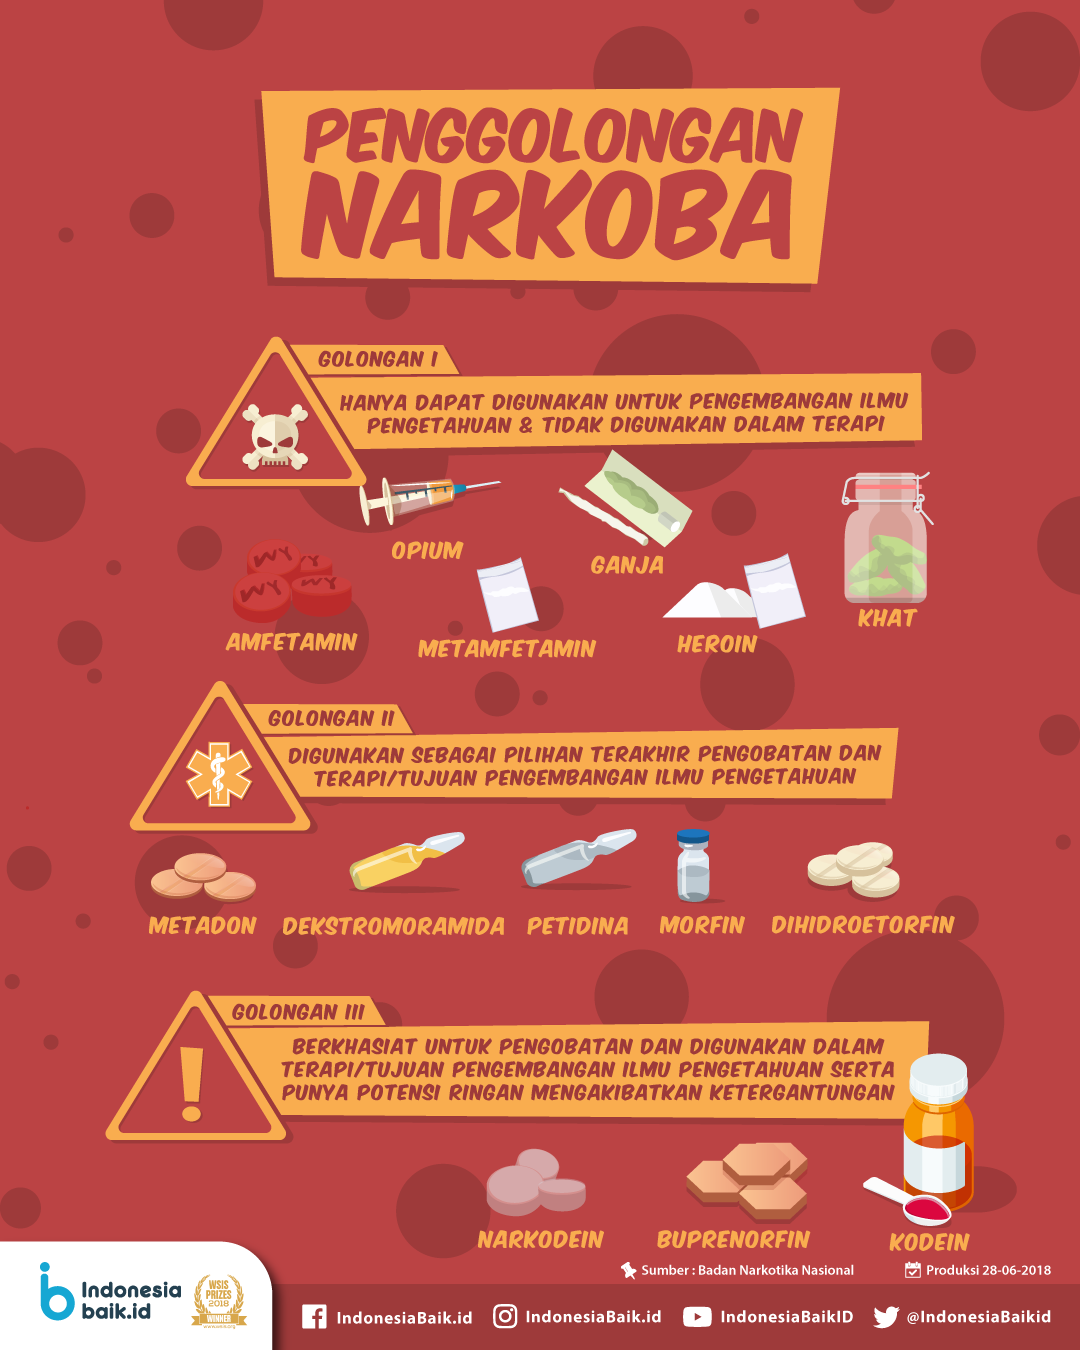 PENGGOLONGAN
NARKOBA
GOLONGAN I
HANYA DAPAT DIGUNAKAN UNTUK PENGEMBANGAN ILMU
PENGETAHUAN & TIDAK DIGUNAKAN DALAM TERAPI
OPIUM
GANJA
KHAT
AMFETAMIN
WY
WY
WY
WY
METAMFETAMIN
HEROIN
GOLONGAN II
DIGUNAKAN SEBAGAI PILIHAN TERAKHIR PENGOBATAN DAN
TERAPI/TUJUAN PENGEMBANGAN ILMU PENGETAHUAN
METADON
DEKSTROMORAMIDA
PETIDINA
MORFIN
DIHIDROETORFIN
GOLONGAN III
!
BERKHASIAT UNTUK PENGOBATAN DAN DIGUNAKAN DALAM
TERAPI/TUJUAN PENGEMBANGAN ILMU PENGETAHUAN SERTA
PUNYA POTENSI RINGAN MENGAKIBATKAN KETERGANTUNGAN
NARKODEIN
BUPRENORFIN
KODEIN
Sumber : Badan Narkotika Nasional
Produksi 28-06-2018
Indonesia
baik.id
WSIS
PRIZES
2018
WINNER
www.wsis.org
IndonesiaBaik.id
IndonesiaBaik.id
IndonesiaBaikID
@IndonesiaBaikid